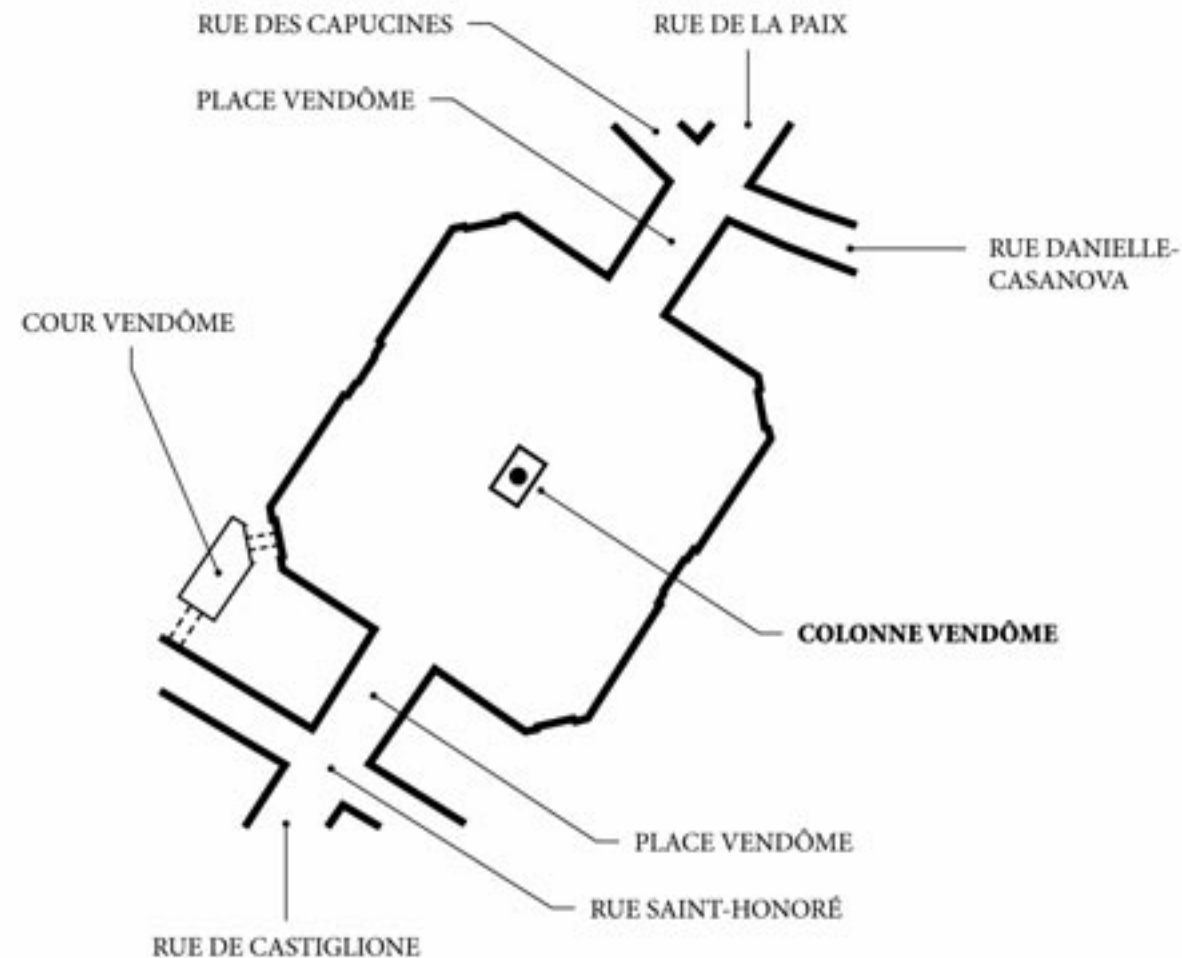 RUE DES CAPUCINES
RUE DE LA PAIX
PLACE VENDÔME
RUE DANIELLE-
CASANOVA
COUR VENDÔME
COLONNE VENDÔME
PLACE VENDÔME
RUE SAINT-HONORÉ
RUE DE CASTIGLIONE